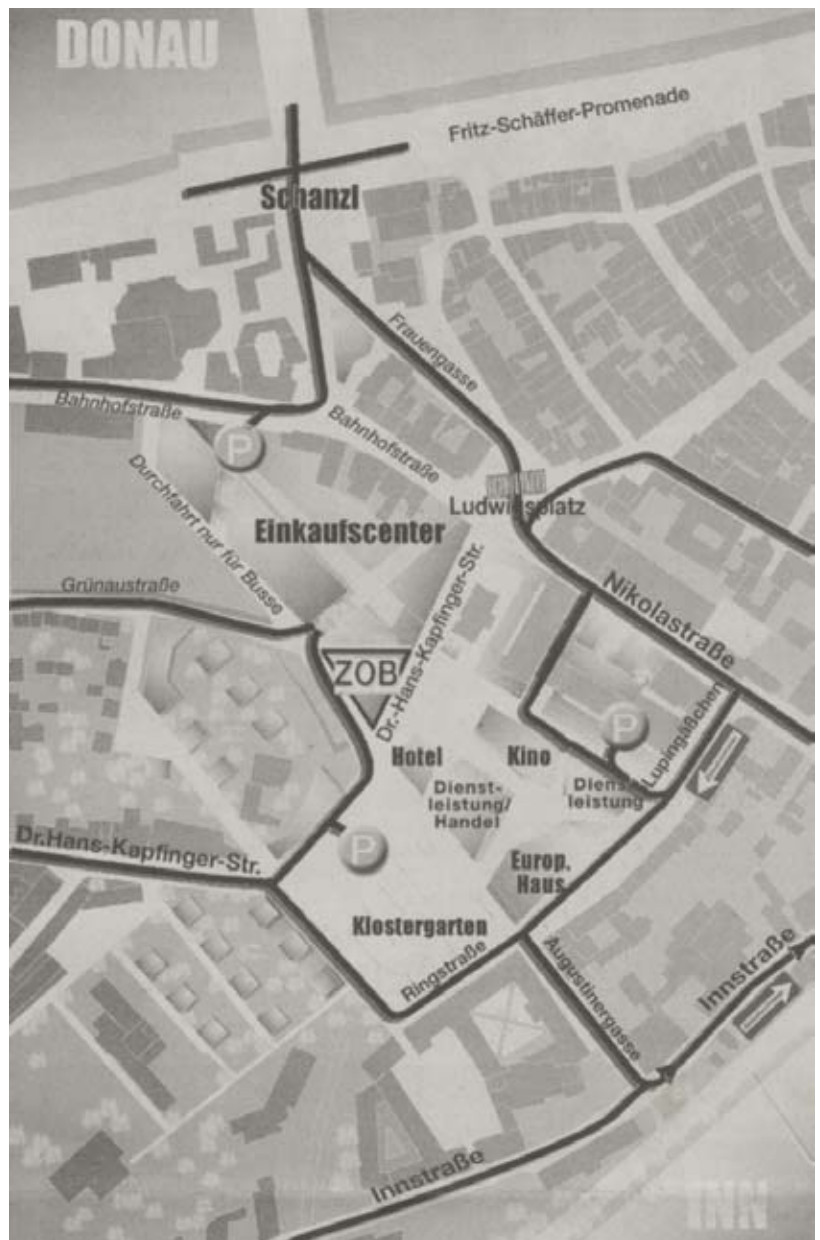 DONAU
Fritz-Schäffer-Promenade
Schanzl
Frauengasse
Bahnhofstraße
Bahnhofstraße
P
Durchfahrt nur für Busse
Ludwigsplatz
Einkaufscenter
Grünaustraße
Dr.-Hans-Kapfinger-Str.
Nikolastraße
ZOB
P
Lupingäßchen
Hotel
Kino
Dienst-
leistung/
Handel
Dienst-
leistung
Dr.Hans-Kapfinger-Str.
P
Europ.
Haus
Klostergarten
Ringstraße
Augustinergasse
Innstraße
Innstraße
INN